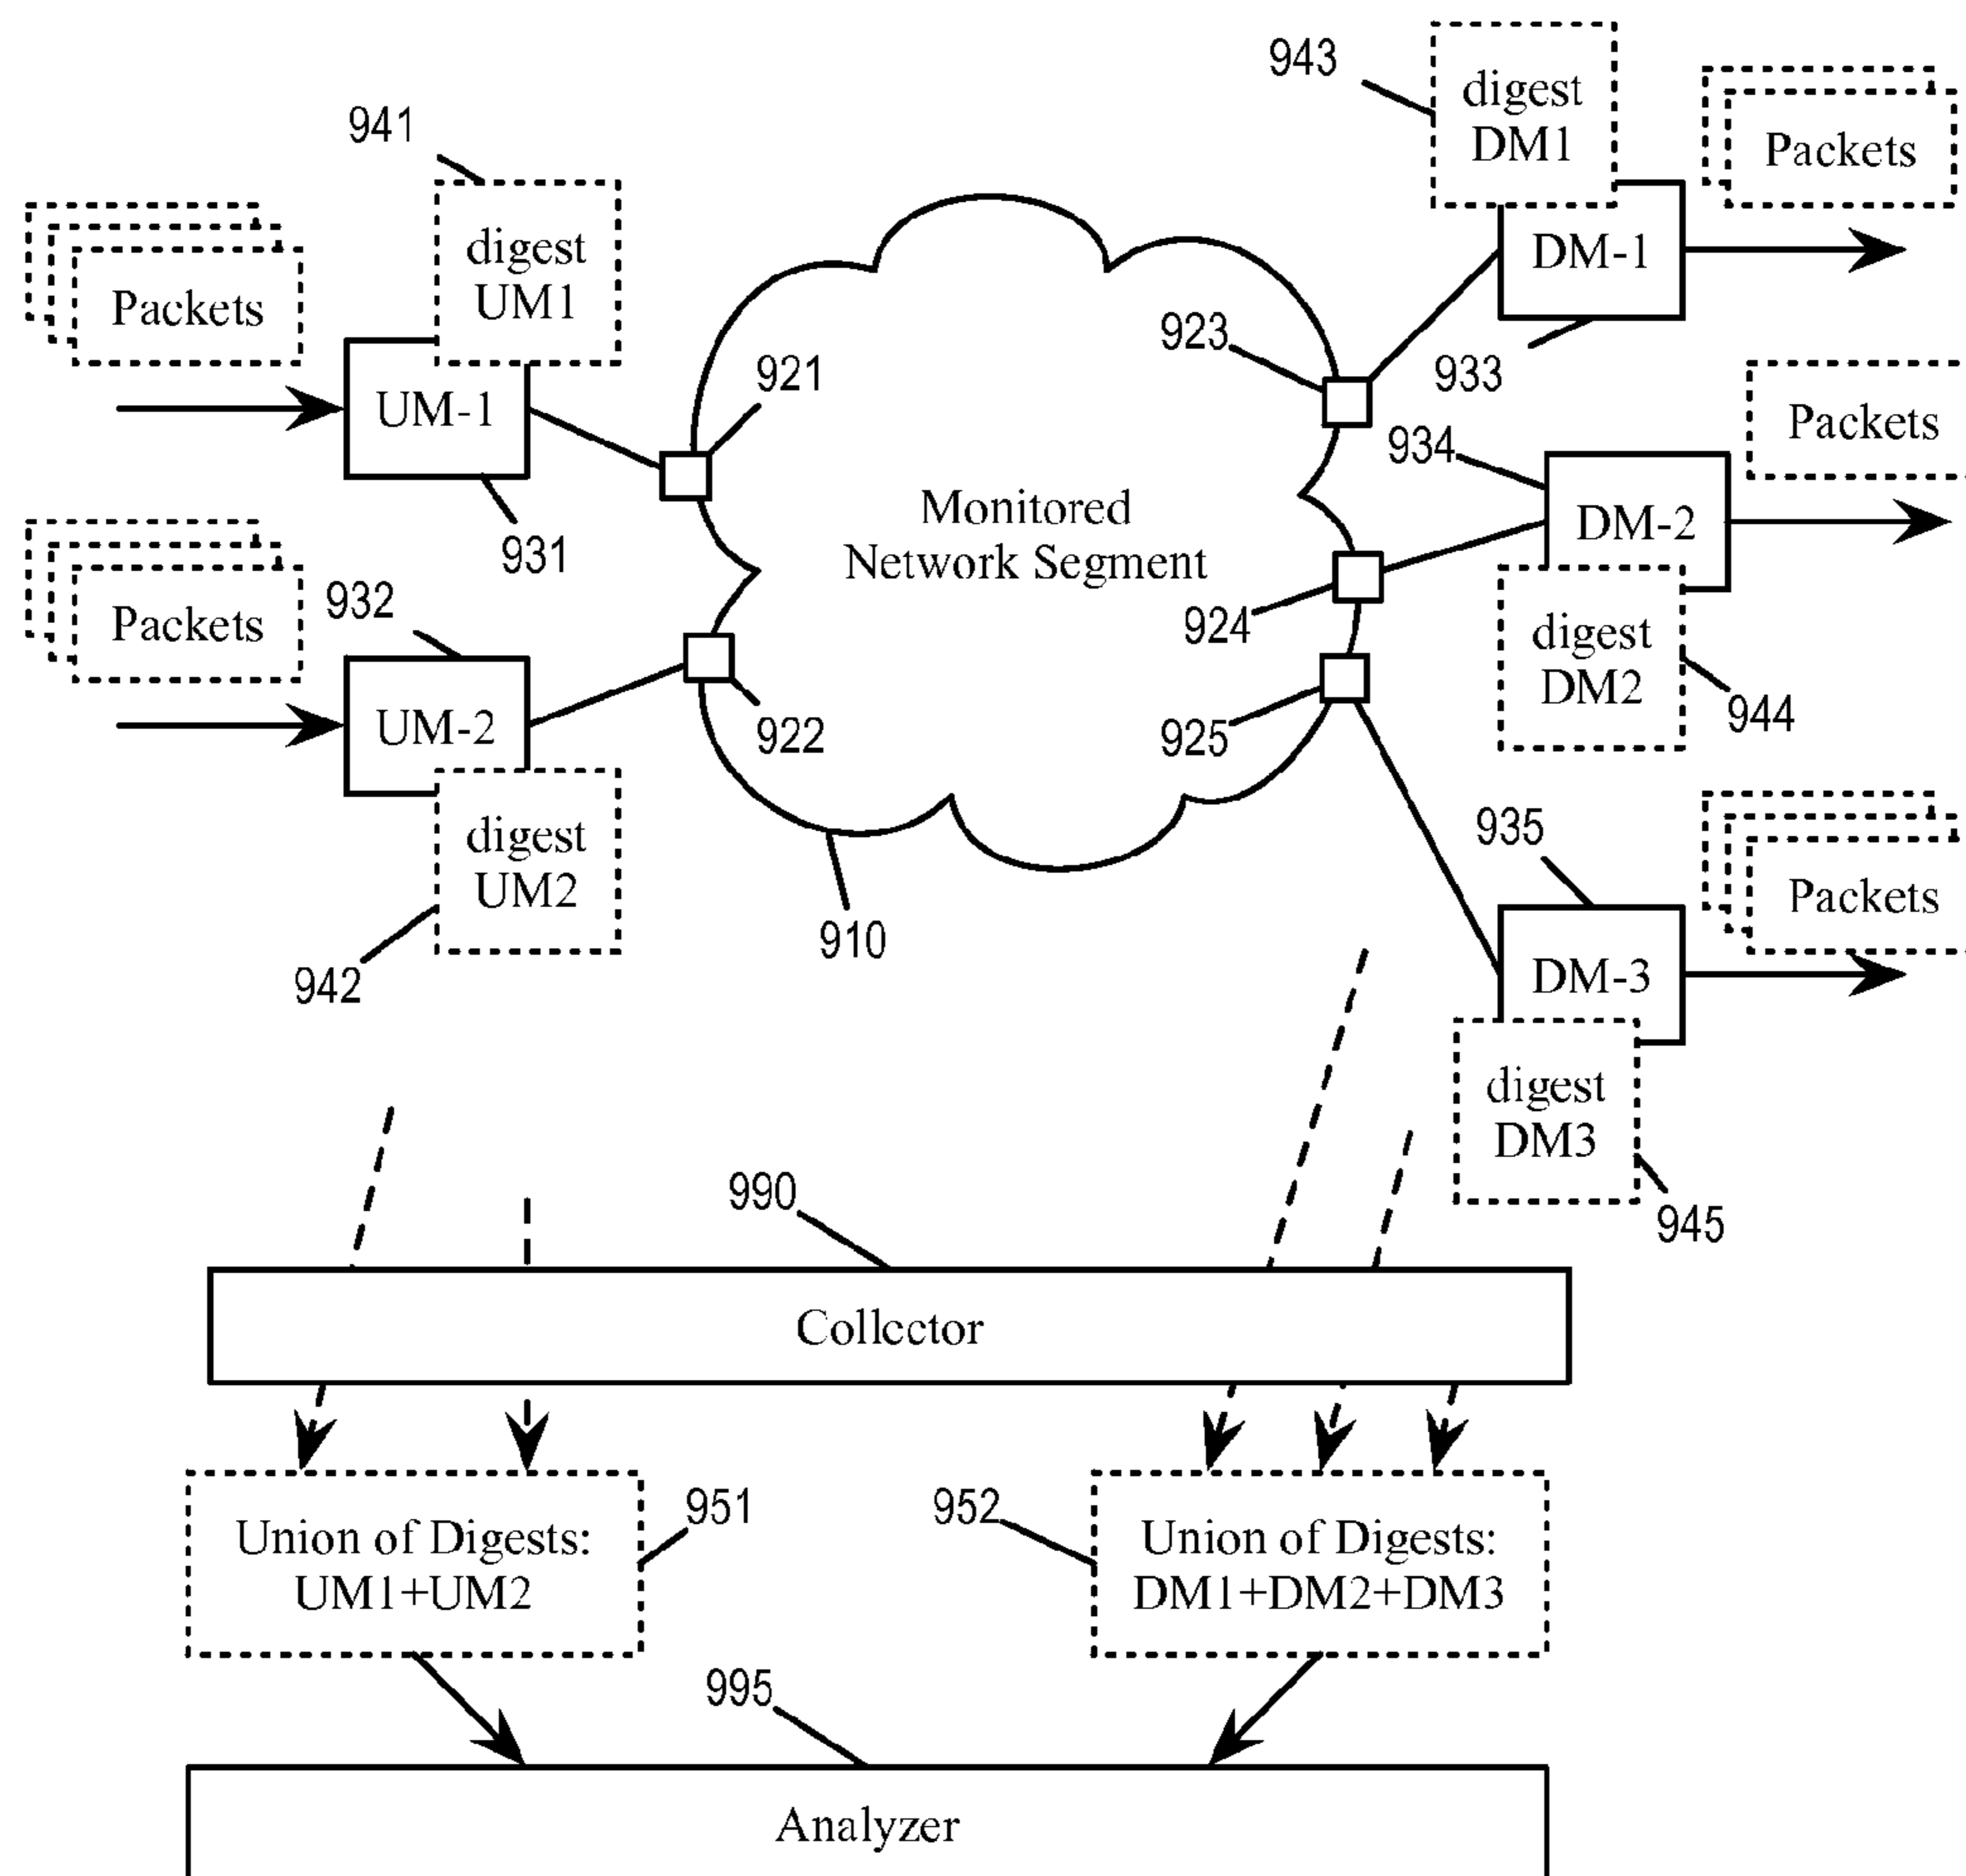 943
digest
DM1
Packets
941
digest
UM1
Packets
DM-1
923
933
921
UM-1
Packets
934
DM-2
Monitored
Network Segment
931
932
Packets
924
digest
DM2
944
UM-2
922
925
digest
UM2
935
Packets
910
942
DM-3
digest
DM3
945
990
Collector
951
952
Union of Digests:
UM1+UM2
Union of Digests:
DM1+DM2+DM3
995
Analyzer